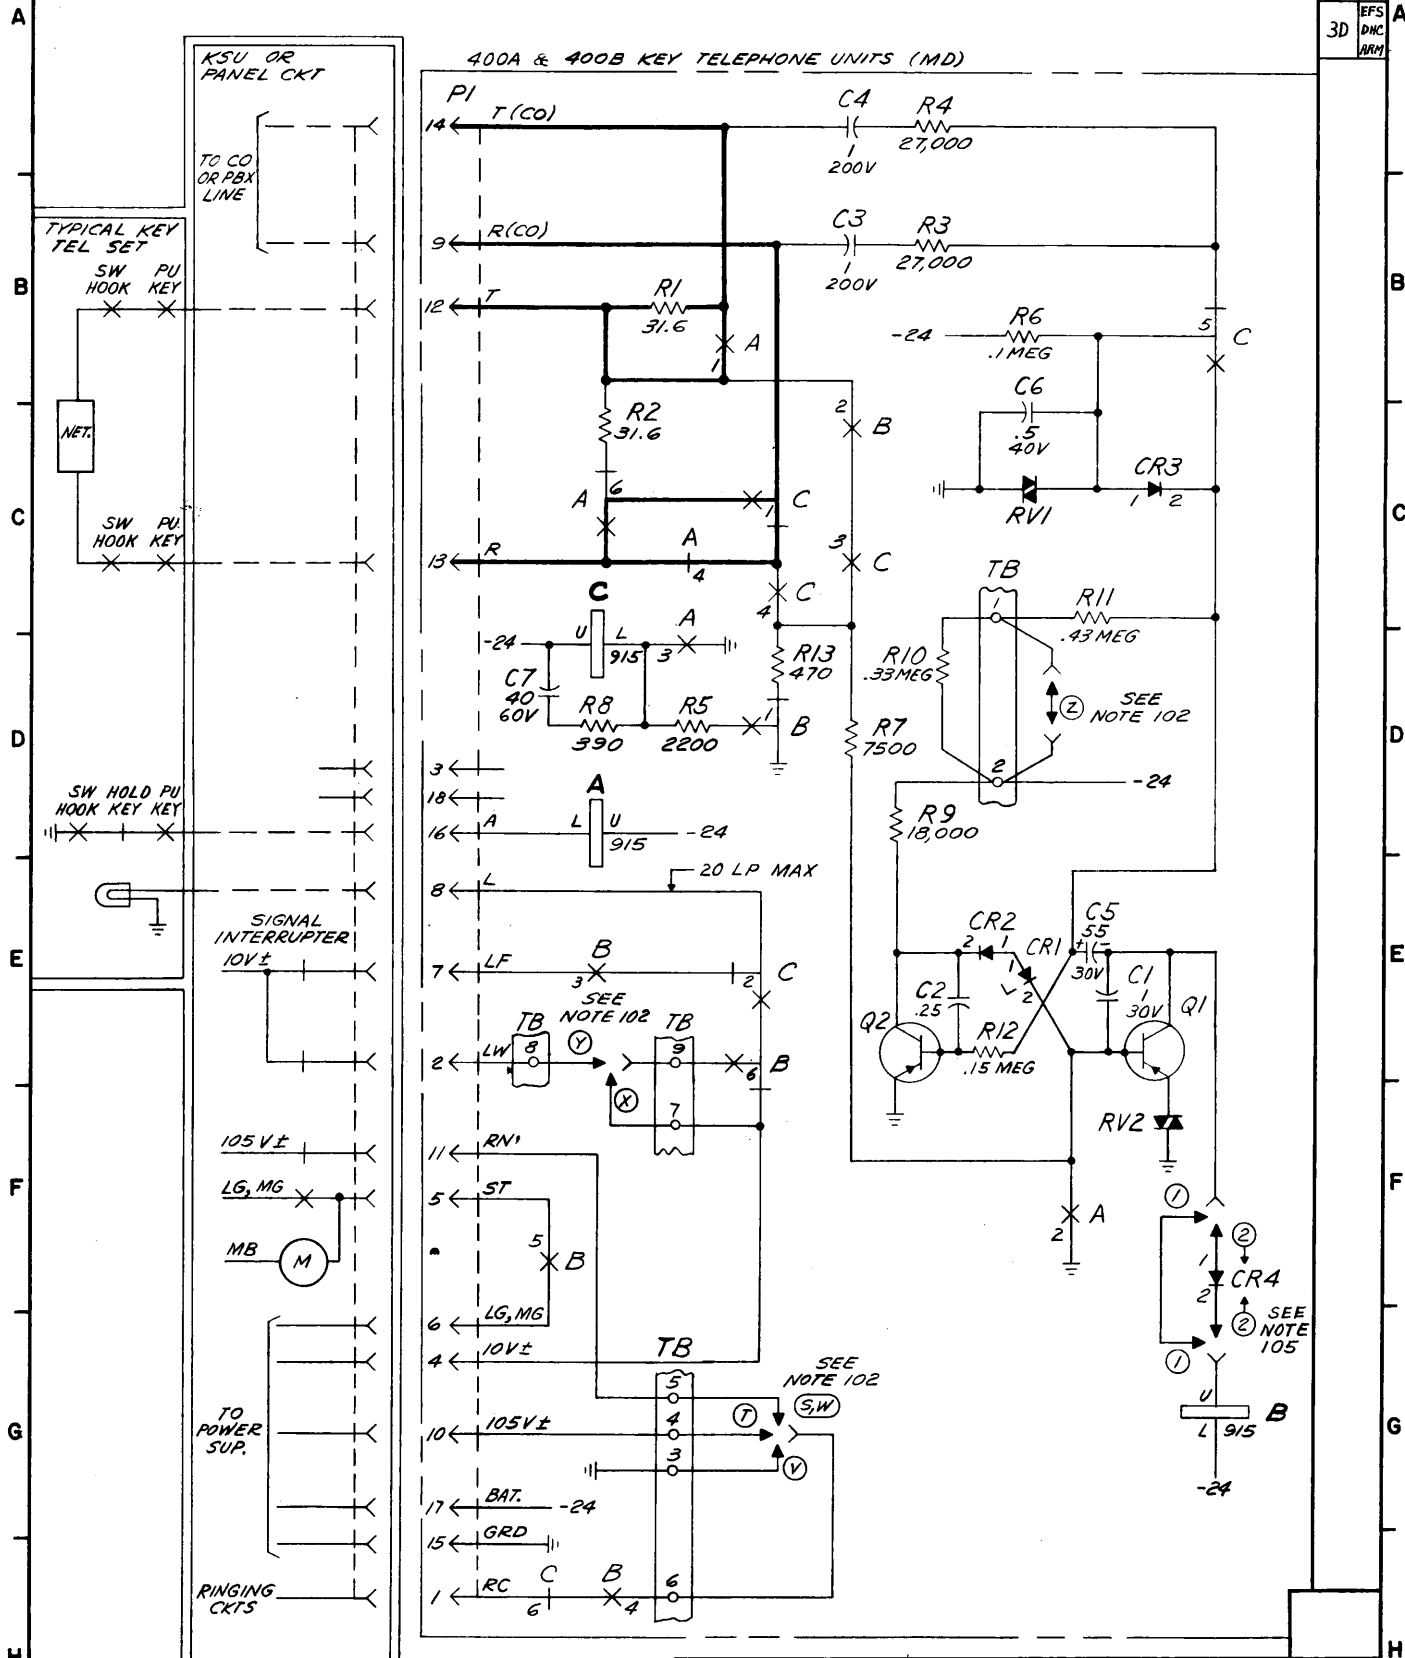 A
A
3D
EFS
DHC
ARM
KSU OR
PANEL CKT
400A & 400B KEY TELEPHONE UNITS (MD)
P1
14
T (CO)
C4
1
200V
R4
27,000
TO CO
OR PBX
LINE
TYPICAL KEY
TEL SET
9
R(CO)
C3
1
200V
R3
27,000
B
B
SW
HOOK
PU
KEY
12
T
R1
31.6
A
1
-24
R6
.1 MEG
5
C
C6
.5
40V
NET.
R2
31.6
2
B
CR3
1
2
RV1
6
A
C
1
C
C
SW
HOOK
PU
KEY
13
R
A
4
3
C
C
4
TB
1
R11
.43 MEG
C
-24
U
L
915
A
3
R13
470
R10
.33 MEG
C7
40
60V
R8
390
R5
2200
1
B
R7
7500
Z
SEE
NOTE 102
D
D
3
18
2
-24
SW
HOOK
HOLD
KEY
PU
KEY
16
A
A
L
U
915
-24
R9
18,000
20 LP MAX
8
L
SIGNAL
INTERRUPTER
10V±
E
E
7
LF
B
3
2
C
CR2
2
1
CR1
1
2
C5
55
+
-
30V
C2
.25
C1
1
30V
Q2
Q1
R12
.15 MEG
SEE
NOTE 102
TB
8
Y
TB
9
2
LW
6
B
X
7
RV2
105V±
11
RN'
F
F
LG, MG
5
ST
1
A
2
2
MB
M
5
B
1
CR4
2
6
LG, MG
2
SEE
NOTE
105
4
10V±
TB
1
SEE
NOTE 102
5
S,W
TO
POWER
SUP.
T
4
U
B
L
915
G
G
10
105V±
3
V
-24
17
BAT.
-24
15
GRD
RINGING
CKTS
1
RC
C
6
B
4
6
H
H